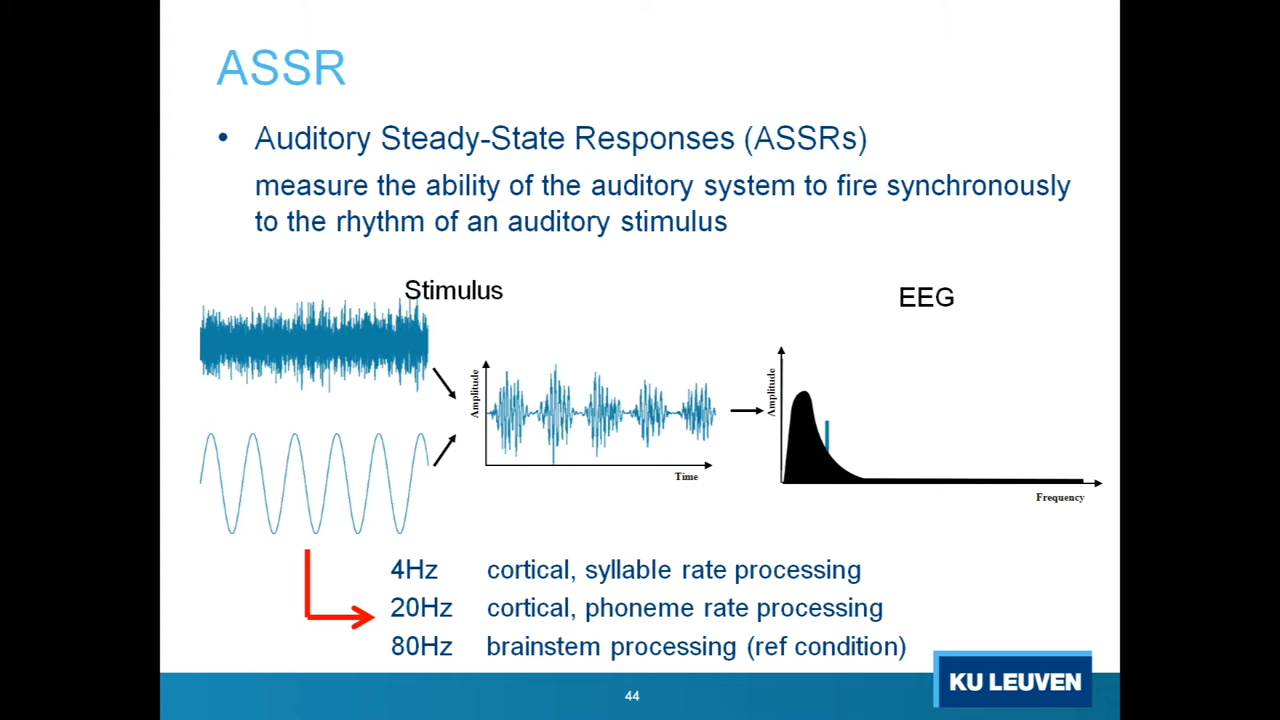 ASSR
• Auditory Steady-State Responses (ASSRs)
measure the ability of the auditory system to fire synchronously
to the rhythm of an auditory stimulus
Stimulus
EEG
Amplitude
Time
Amplitude
Frequency
4Hz cortical, syllable rate processing
20Hz cortical, phoneme rate processing
80Hz brainstem processing (ref condition)
KU LEUVEN
44